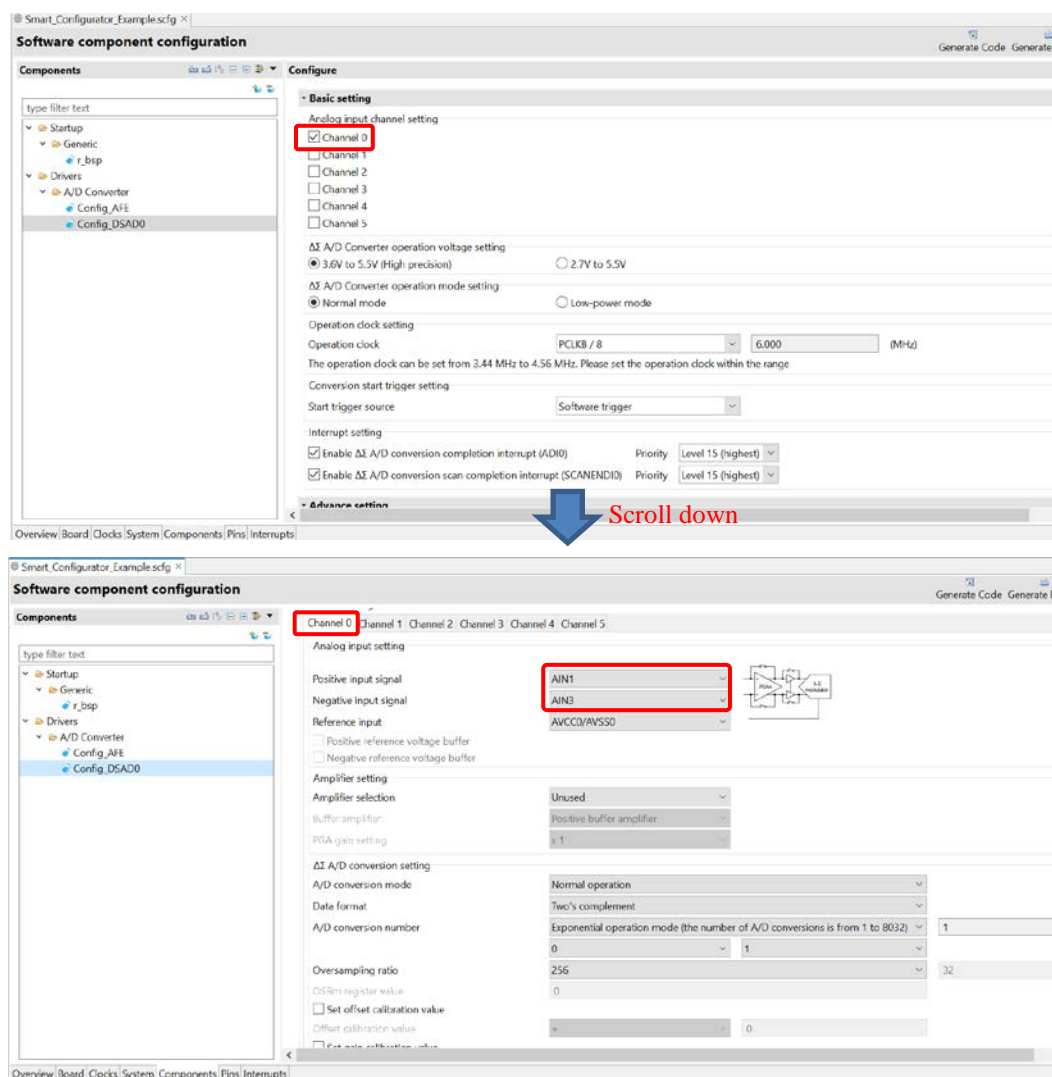 Smart_Configurator_Example.scfg ×
Software component configuration
Generate Code Generate
Components
Configure
type filter text
Startup
Generic
r_bsp
Drivers
A/D Converter
Config_AFE
Config_DSAD0
Basic setting
Analog input channel setting
Channel 0
Channel 1
Channel 2
Channel 3
Channel 4
Channel 5
ΔΣ A/D Converter operation voltage setting
3.6V to 5.5V (High precision) 2.7V to 5.5V
ΔΣ A/D Converter operation mode setting
Normal mode Low-power mode
Operation clock setting
Operation clock PCLKB / 8 6.000 (MHz)
The operation clock can be set from 3.44 MHz to 4.56 MHz. Please set the operation clock within the range
Conversion start trigger setting
Start trigger source Software trigger
Interrupt setting
Enable ΔΣ A/D conversion completion interrupt (ADI0) Priority Level 15 (highest)
Enable ΔΣ A/D conversion scan completion interrupt (SCANENDI0) Priority Level 15 (highest)
Advance setting
Overview Board Clocks System Components Pins Interrupts
Scroll down
Smart_Configurator_Example.scfg ×
Software component configuration
Generate Code Generate
Components
type filter text
Startup
Generic
r_bsp
Drivers
A/D Converter
Config_AFE
Config_DSAD0
Channel 0 Channel 1 Channel 2 Channel 3 Channel 4 Channel 5
Analog input setting
Positive input signal AIN1
Negative input signal AIN3
Reference input AVCC0/AVSS0
Positive reference voltage buffer
Negative reference voltage buffer
Amplifier setting
Amplifier selection Unused
Buffer amplifier Positive buffer amplifier
PGA gain setting x 1
ΔΣ A/D conversion setting
A/D conversion mode Normal operation
Data format Two's complement
A/D conversion number Exponential operation mode (the number of A/D conversions is from 1 to 8032) 1
0 1
Oversampling ratio 256 32
OSRm register value 0
Set offset calibration value
Offset calibration value + 0
Set gain calibration value
Overview Board Clocks System Components Pins Interrupts